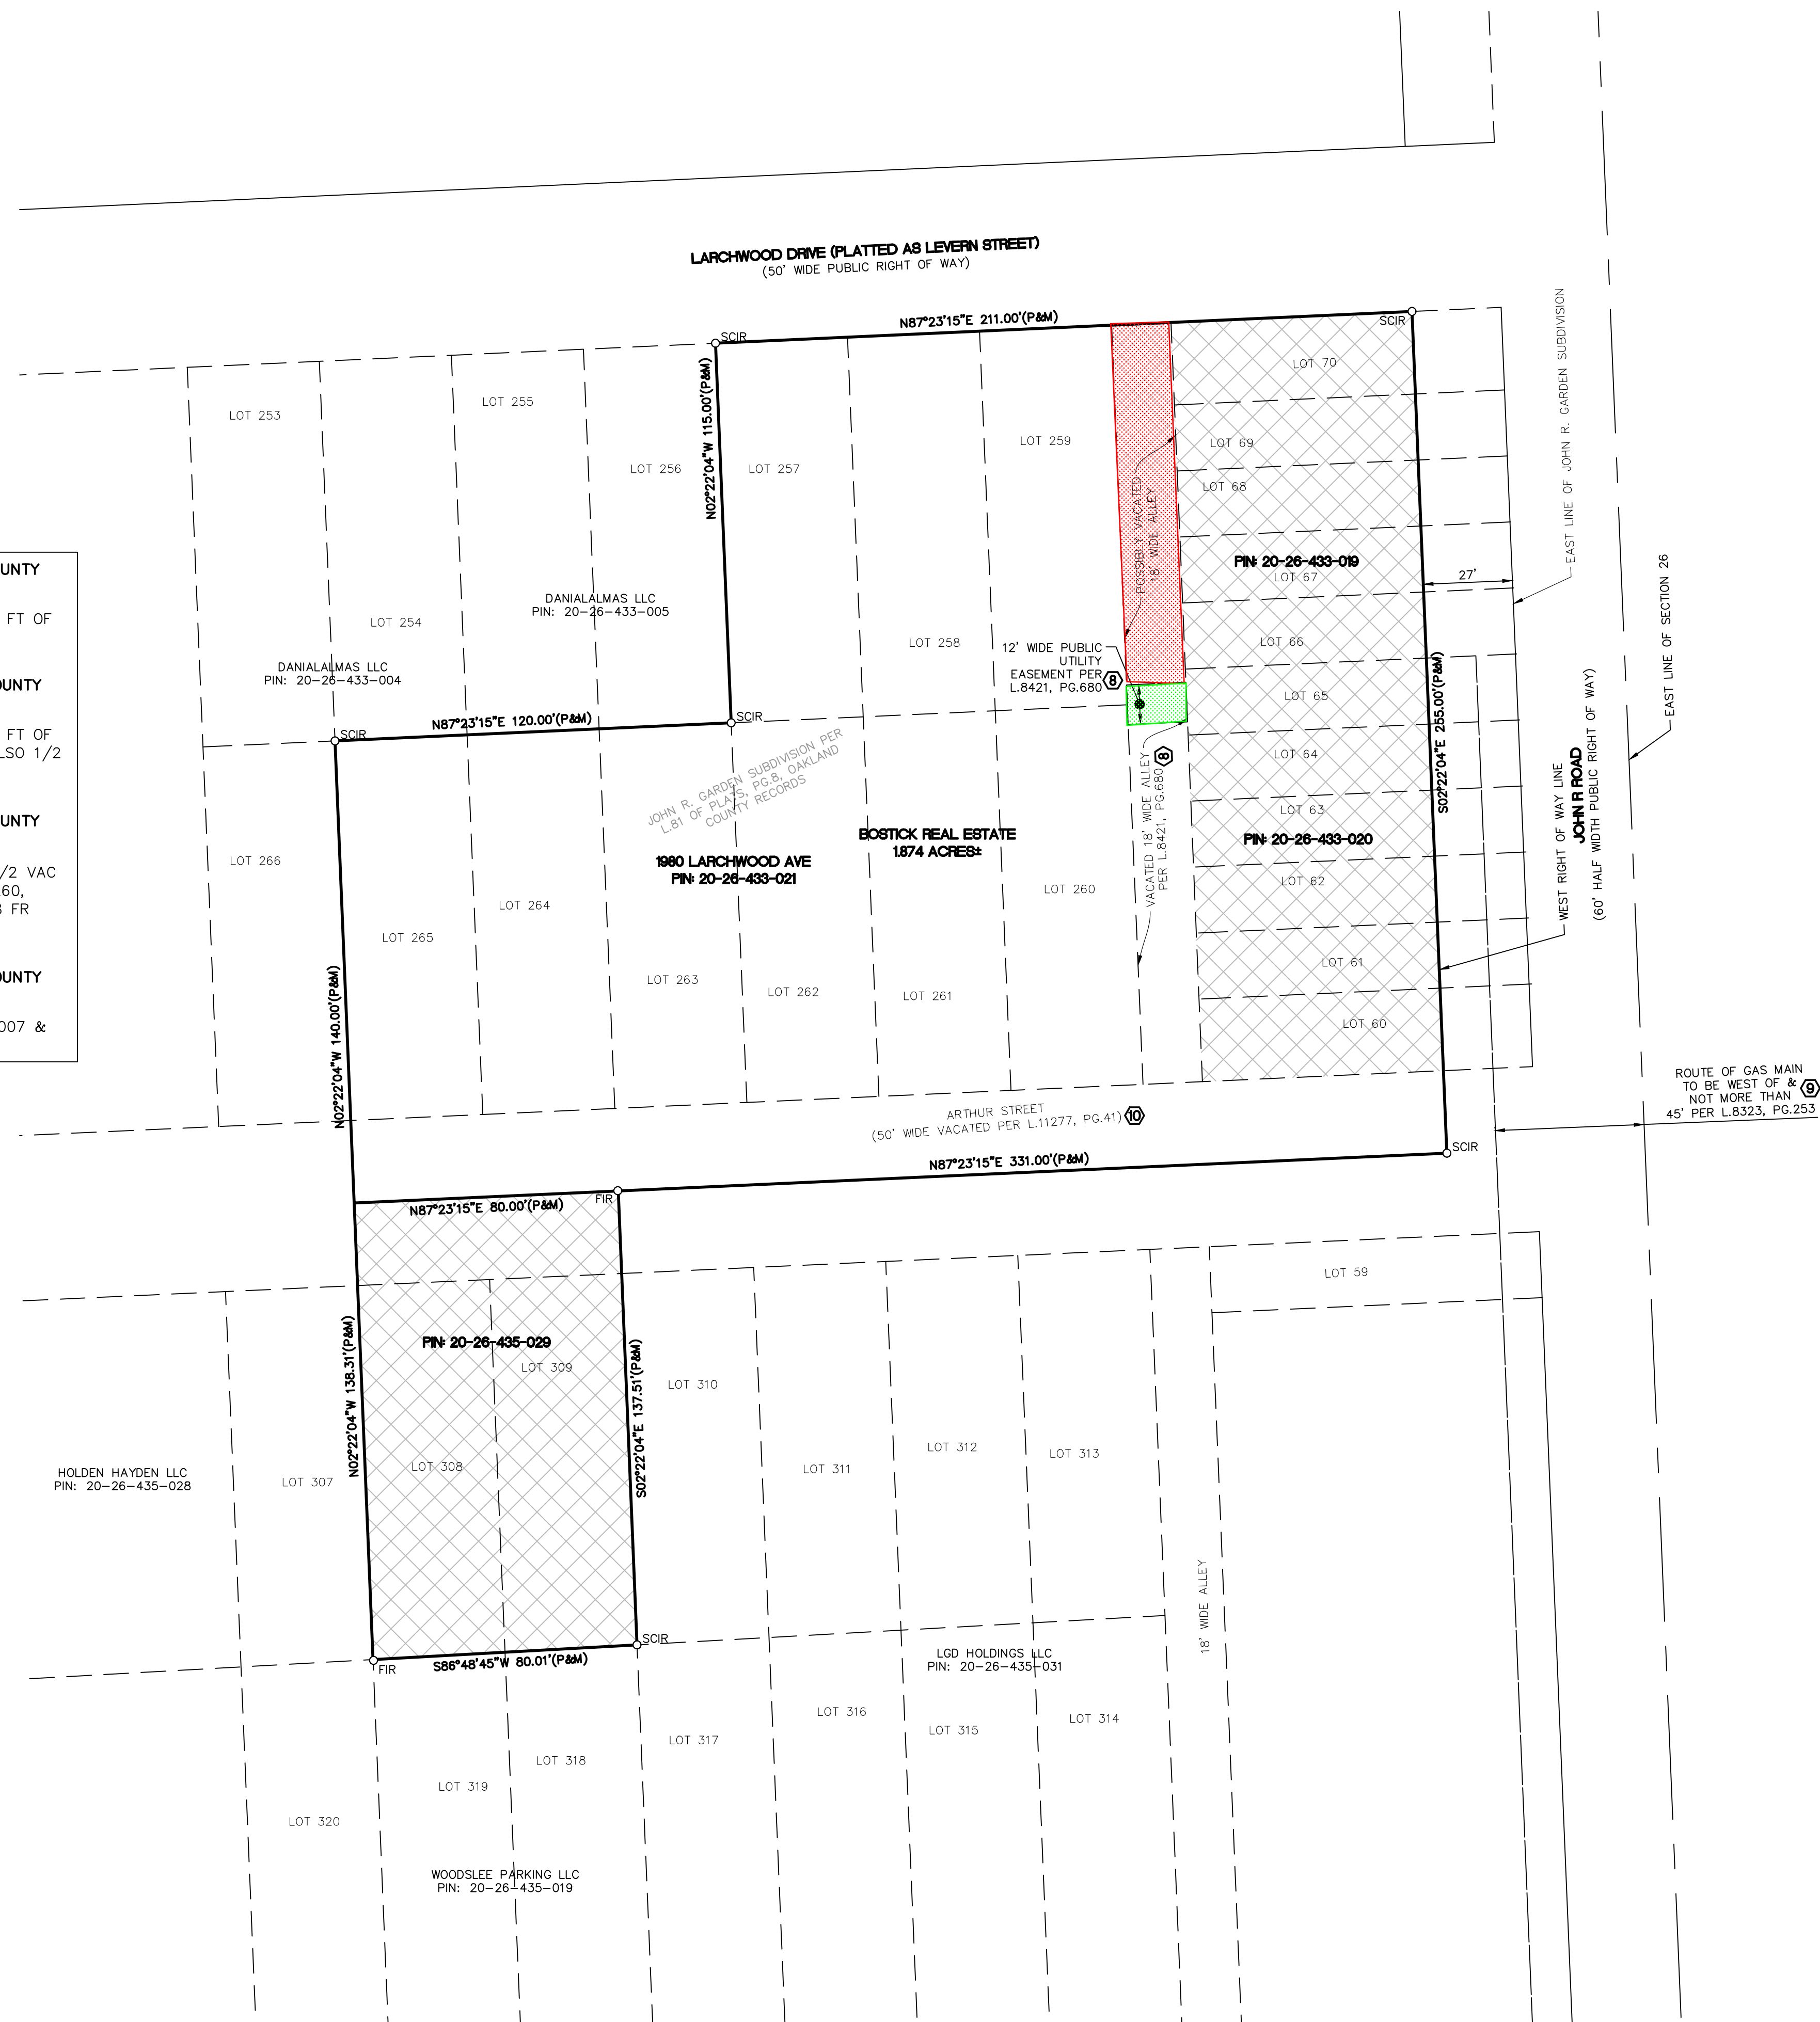 LARCHWOOD DRIVE (PLATTED AS LEVERN STREET)
(50' WIDE PUBLIC RIGHT OF WAY)
N87°23'15"E 211.00'(P&M)
SCIR
SCIR
N02°22'04"W 115.00'(P&M)
LOT 253
LOT 254
LOT 255
LOT 256
LOT 257
LOT 258
LOT 259
POSSIBLY VACATED
18' WIDE ALLEY
LOT 70
LOT 69
LOT 68
PIN: 20-26-433-019
LOT 67
LOT 66
LOT 65
LOT 64
LOT 63
PIN: 20-26-433-020
LOT 62
LOT 61
LOT 60
27'
S02°22'04"E 255.00'(P&M)
EAST LINE OF JOHN R. GARDEN SUBDIVISION
EAST LINE OF SECTION 26
WEST RIGHT OF WAY LINE
JOHN R ROAD
(60' HALF WIDTH PUBLIC RIGHT OF WAY)
UNTY
FT OF
OUNTY
FT OF
LSO 1/2
UNTY
/2 VAC
60,
FR
OUNTY
007 &
DANIALALMAS LLC
PIN: 20-26-433-005
DANIALALMAS LLC
PIN: 20-26-433-004
12' WIDE PUBLIC
UTILITY
EASEMENT PER
L.8421, PG.680
8
N87°23'15"E 120.00'(P&M)
SCIR
SCIR
JOHN R. GARDEN SUBDIVISION PER
L.81 OF PLATS, PG.8, OAKLAND
COUNTY RECORDS
VACATED 18' WIDE ALLEY
PER L.8421, PG.680
8
BOSTICK REAL ESTATE
1.874 ACRES±
1980 LARCHWOOD AVE
PIN: 20-26-433-021
LOT 266
LOT 265
LOT 264
LOT 263
LOT 262
LOT 261
LOT 260
N02°22'04"W 140.00'(P&M)
ARTHUR STREET
(50' WIDE VACATED PER L.11277, PG.41)
10
ROUTE OF GAS MAIN
TO BE WEST OF &
NOT MORE THAN
45' PER L.8323, PG.253
9
SCIR
N87°23'15"E 331.00'(P&M)
FIR
N87°23'15"E 80.00'(P&M)
LOT 59
PIN: 20-26-435-029
LOT 309
LOT 308
N02°22'04"W 138.31'(P&M)
S02°22'04"E 137.51'(P&M)
LOT 310
LOT 311
LOT 312
LOT 313
HOLDEN HAYDEN LLC
PIN: 20-26-435-028
LOT 307
18' WIDE ALLEY
SCIR
FIR
S86°48'45"W 80.01'(P&M)
LGD HOLDINGS LLC
PIN: 20-26-435-031
LOT 314
LOT 315
LOT 316
LOT 317
LOT 318
LOT 319
LOT 320
WOODSLEE PARKING LLC
PIN: 20-26-435-019